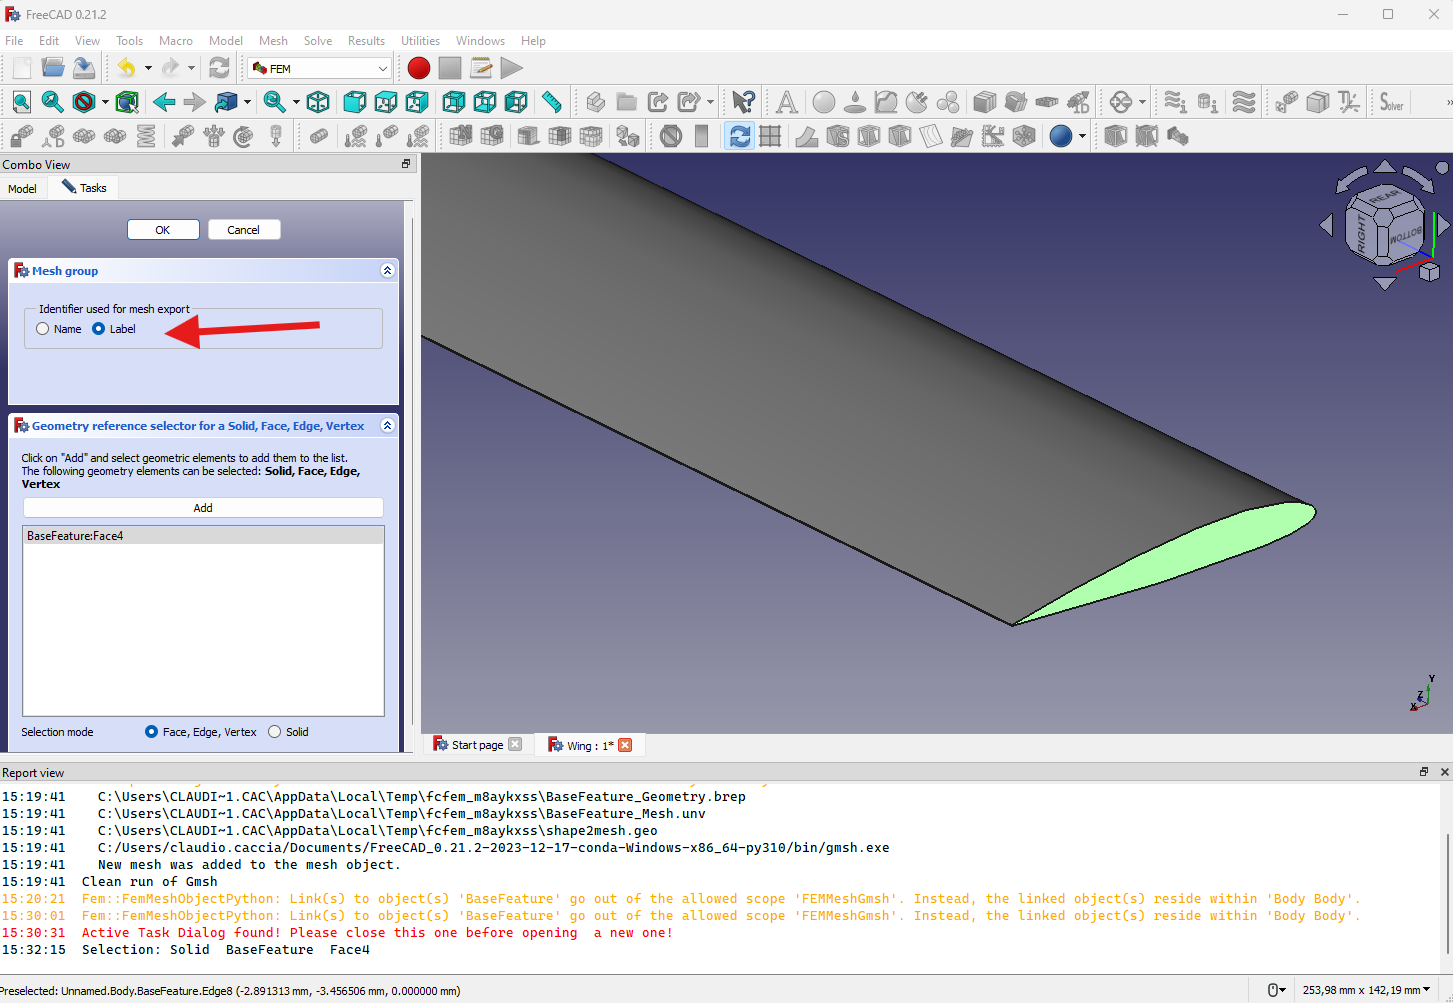 FreeCAD 0.21.2
File Edit View Tools Macro Model Mesh Solve Results Utilities Windows Help
FEM
Solver
Combo View
Model Tasks
OK Cancel
Mesh group
Identifier used for mesh export
Name Label
Geometry reference selector for a Solid, Face, Edge, Vertex
Click on "Add" and select geometric elements to add them to the list.
The following geometry elements can be selected: Solid, Face, Edge,
Vertex
Add
BaseFeature:Face4
Selection mode Face, Edge, Vertex Solid
REAR
RIGHT
BOTTOM
Y
Z
X
Start page Wing : 1*
Report view
15:19:41 C:\Users\CLAUDI~1.CAC\AppData\Local\Temp\fcfem_m8aykxss\BaseFeature_Geometry.brep
15:19:41 C:\Users\CLAUDI~1.CAC\AppData\Local\Temp\fcfem_m8aykxss\BaseFeature_Mesh.unv
15:19:41 C:\Users\CLAUDI~1.CAC\AppData\Local\Temp\fcfem_m8aykxss\shape2mesh.geo
15:19:41 C:/Users/claudio.caccia/Documents/FreeCAD_0.21.2-2023-12-17-conda-Windows-x86_64-py310/bin/gmsh.exe
15:19:41 New mesh was added to the mesh object.
15:19:41 Clean run of Gmsh
15:20:21 Fem::FemMeshObjectPython: Link(s) to object(s) 'BaseFeature' go out of the allowed scope 'FEMMeshGmsh'. Instead, the linked object(s) reside within 'Body Body'.
15:30:01 Fem::FemMeshObjectPython: Link(s) to object(s) 'BaseFeature' go out of the allowed scope 'FEMMeshGmsh'. Instead, the linked object(s) reside within 'Body Body'.
15:30:31 Active Task Dialog found! Please close this one before opening a new one!
15:32:15 Selection: Solid BaseFeature Face4
Preselected: Unnamed.Body.BaseFeature.Edge8 (-2.891313 mm, -3.456506 mm, 0.000000 mm)
253,98 mm x 142,19 mm